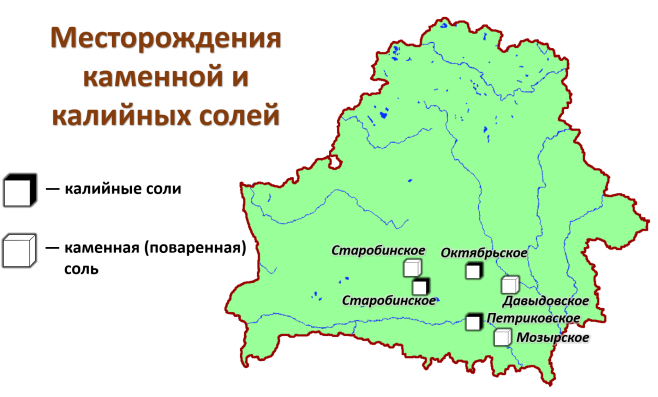 Месторождения
каменной и
калийных солей
— калийные соли
— каменная (поваренная)
соль
Старобинское
Октябрьское
Старобинское
Давыдовское
Петриковское
Мозырское